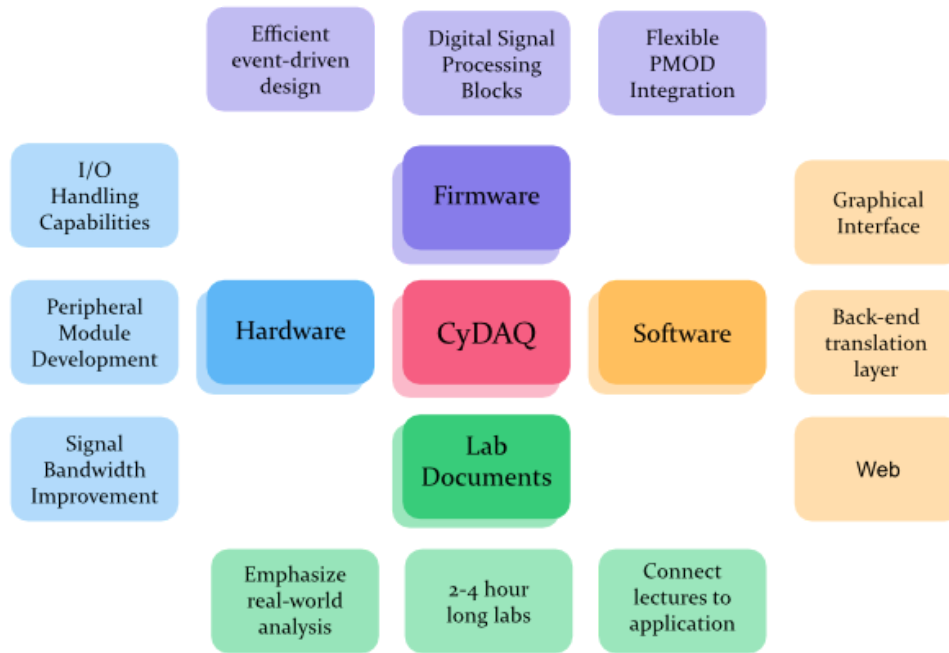 Efficient
event-driven
design
Digital Signal
Processing
Blocks
Flexible
PMOD
Integration
I/O
Handling
Capabilities
Firmware
Graphical
Interface
Peripheral
Module
Development
Hardware
CyDAQ
Software
Back-end
translation
layer
Signal
Bandwidth
Improvement
Lab
Documents
Web
Emphasize
real-world
analysis
2-4 hour
long labs
Connect
lectures to
application